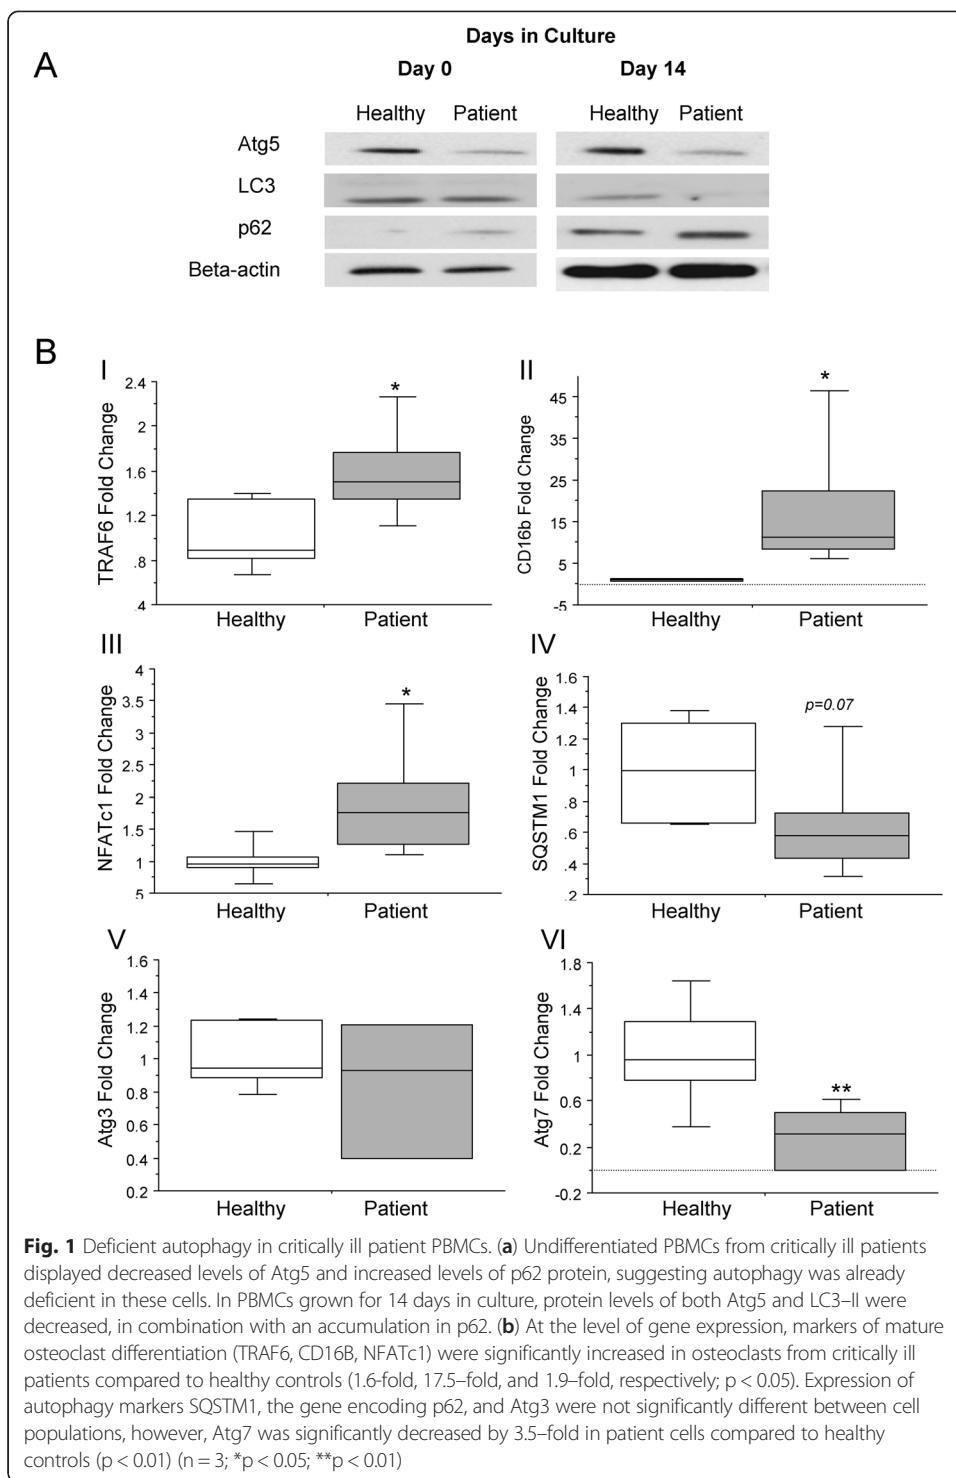 Days in Culture
A
Day 0 Day 14
Healthy Patient Healthy Patient
Atg5
LC3
p62
Beta-actin
B
I
TRAF6 Fold Change
2.4
2
1.6
1.2
.8
.4
*
Healthy Patient
II
CD16b Fold Change
45
35
25
15
5
-5
*
Healthy Patient
III
NFATc1 Fold Change
4
3.5
3
2.5
2
1.5
1
.5
*
Healthy Patient
IV
SQSTM1 Fold Change
1.6
1.4
1.2
1
.8
.6
.4
.2
p=0.07
Healthy Patient
V
Atg3 Fold Change
1.6
1.4
1.2
1
0.8
0.6
0.4
0.2
Healthy Patient
VI
Atg7 Fold Change
1.8
1.4
1
0.6
0.2
-0.2
**
Healthy Patient
Fig. 1 Deficient autophagy in critically ill patient PBMCs. (a) Undifferentiated PBMCs from critically ill patients
displayed decreased levels of Atg5 and increased levels of p62 protein, suggesting autophagy was already
deficient in these cells. In PBMCs grown for 14 days in culture, protein levels of both Atg5 and LC3–II were
decreased, in combination with an accumulation in p62. (b) At the level of gene expression, markers of mature
osteoclast differentiation (TRAF6, CD16B, NFATc1) were significantly increased in osteoclasts from critically ill
patients compared to healthy controls (1.6-fold, 17.5–fold, and 1.9–fold, respectively; p < 0.05). Expression of
autophagy markers SQSTM1, the gene encoding p62, and Atg3 were not significantly different between cell
populations, however, Atg7 was significantly decreased by 3.5–fold in patient cells compared to healthy
controls (p < 0.01) (n = 3; *p < 0.05; **p < 0.01)